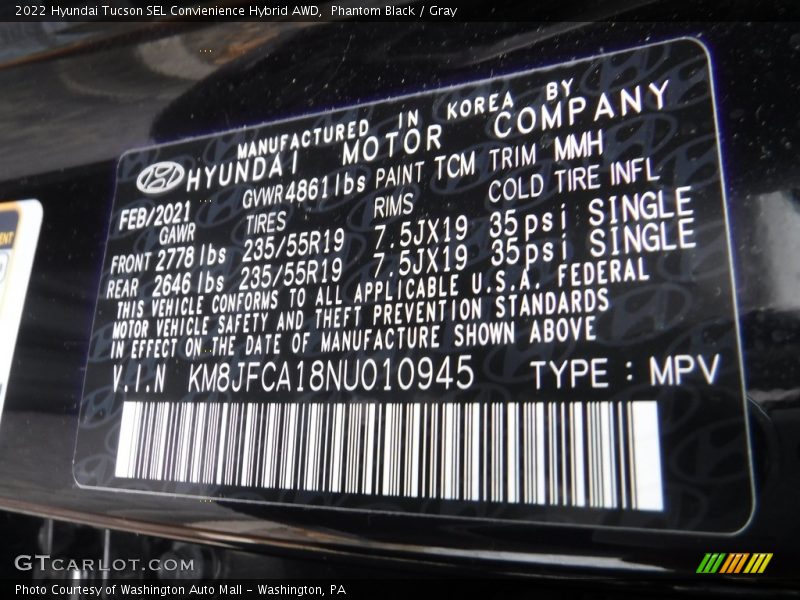 2022 Hyundai Tucson SEL Convienience Hybrid AWD, Phantom Black / Gray
MANUFACTURED IN KOREA BY
HYUNDAI MOTOR COMPANY
FEB/2021 GVWR 4861 lbs PAINT TCM TRIM MMH
GAWR TIRES RIMS COLD TIRE INFL
FRONT 2778 lbs 235/55R19 7.5JX19 35psi SINGLE
REAR 2646 lbs 235/55R19 7.5JX19 35psi SINGLE
THIS VEHICLE CONFORMS TO ALL APPLICABLE U.S.A. FEDERAL
MOTOR VEHICLE SAFETY AND THEFT PREVENTION STANDARDS
IN EFFECT ON THE DATE OF MANUFACTURE SHOWN ABOVE
V.I.N KM8JFCA18NU010945 TYPE : MPV
GTCARLOT.COM
Photo Courtesy of Washington Auto Mall - Washington, PA